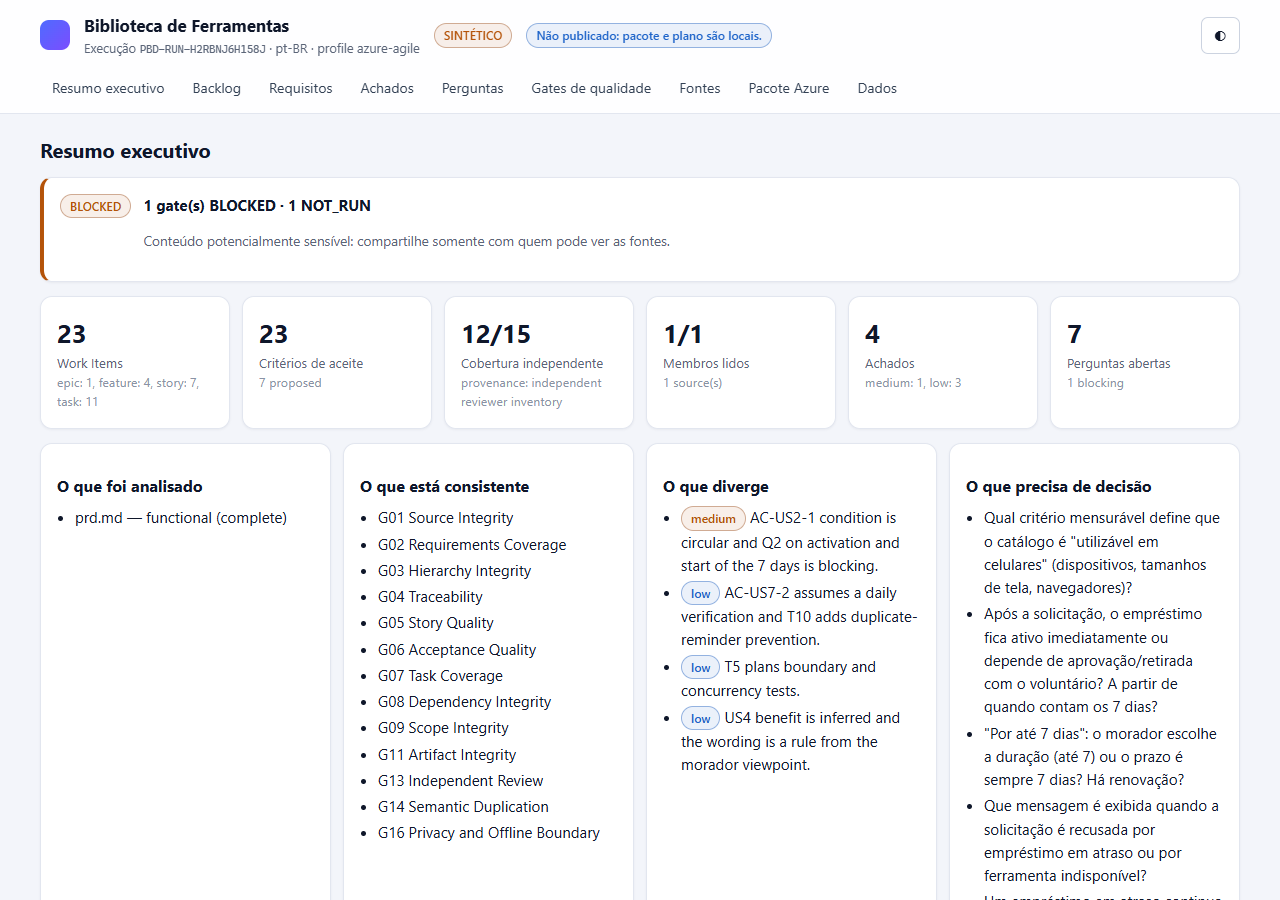 Biblioteca de Ferramentas
Execução PBD-RUN-H2RBNJ6H158J · pt-BR · profile azure-agile
SINTÉTICO
Não publicado: pacote e plano são locais.
Resumo executivo Backlog Requisitos Achados Perguntas Gates de qualidade Fontes Pacote Azure Dados
Resumo executivo
BLOCKED
1 gate(s) BLOCKED · 1 NOT_RUN
Conteúdo potencialmente sensível: compartilhe somente com quem pode ver as fontes.
23
Work Items
epic: 1, feature: 4, story: 7,
task: 11
23
Critérios de aceite
7 proposed
12/15
Cobertura independente
provenance: independent
reviewer inventory
1/1
Membros lidos
1 source(s)
4
Achados
medium: 1, low: 3
7
Perguntas abertas
1 blocking
O que foi analisado
prd.md — functional (complete)
O que está consistente
G01 Source Integrity
G02 Requirements Coverage
G03 Hierarchy Integrity
G04 Traceability
G05 Story Quality
G06 Acceptance Quality
G07 Task Coverage
G08 Dependency Integrity
G09 Scope Integrity
G11 Artifact Integrity
G13 Independent Review
G14 Semantic Duplication
G16 Privacy and Offline Boundary
O que diverge
medium AC-US2-1 condition is
circular and Q2 on activation and
start of the 7 days is blocking.
low AC-US7-2 assumes a daily
verification and T10 adds duplicate-
reminder prevention.
low T5 plans boundary and
concurrency tests.
low US4 benefit is inferred and
the wording is a rule from the
morador viewpoint.
O que precisa de decisão
Qual critério mensurável define que
o catálogo é "utilizável em
celulares" (dispositivos, tamanhos
de tela, navegadores)?
Após a solicitação, o empréstimo
fica ativo imediatamente ou
depende de aprovação/retirada
com o voluntário? A partir de
quando contam os 7 dias?
"Por até 7 dias": o morador escolhe
a duração (até 7) ou o prazo é
sempre 7 dias? Há renovação?
Que mensagem é exibida quando a
solicitação é recusada por
empréstimo em atraso ou por
ferramenta indisponível?